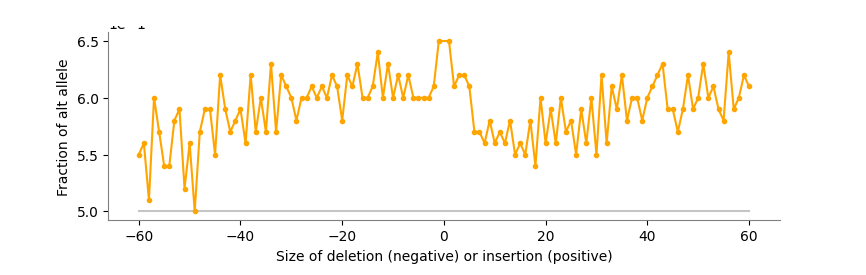 6.5
6.0
5.5
5.0
Fraction of alt allele
−60 −40 −20 0 20 40 60
Size of deletion (negative) or insertion (positive)